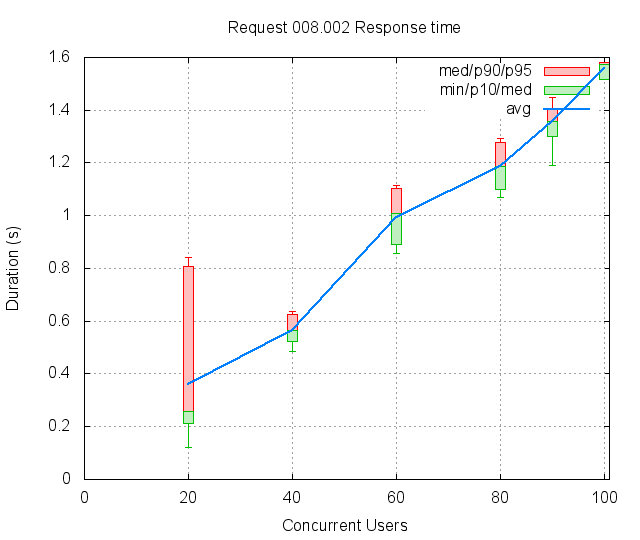 Request 008.002 Response time
med/p90/p95
min/p10/med
avg
1.6
1.4
1.2
1
0.8
0.6
0.4
0.2
0
Duration (s)
0 20 40 60 80 100
Concurrent Users